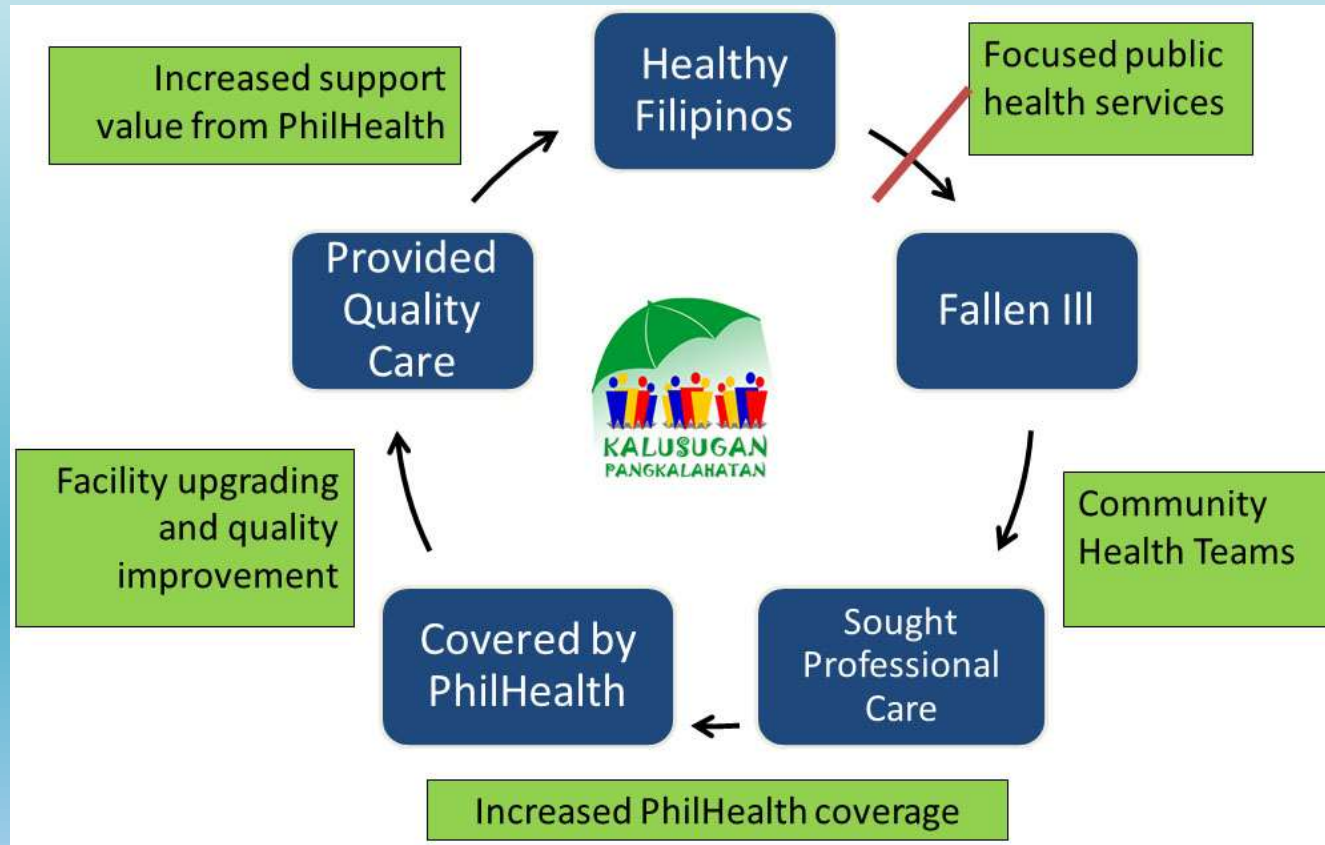 Healthy
Filipinos
Focused public
health services
Fallen Ill
Community
Health Teams
Sought
Professional
Care
Increased PhilHealth coverage
Covered by
PhilHealth
Facility upgrading
and quality
improvement
Provided
Quality
Care
Increased support
value from PhilHealth
KALUSUGAN
PANGKALAHATAN